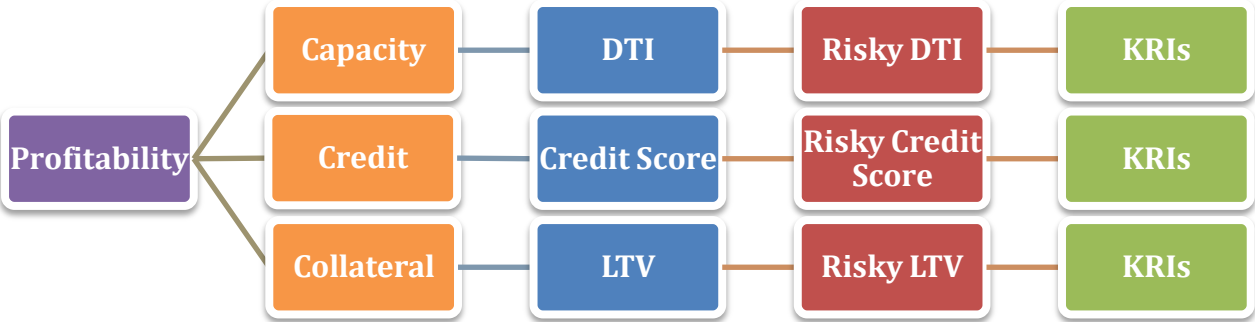 Capacity
DTI
Risky DTI
KRIs
Profitability
Credit
Credit Score
Risky Credit
Score
KRIs
Collateral
LTV
Risky LTV
KRIs